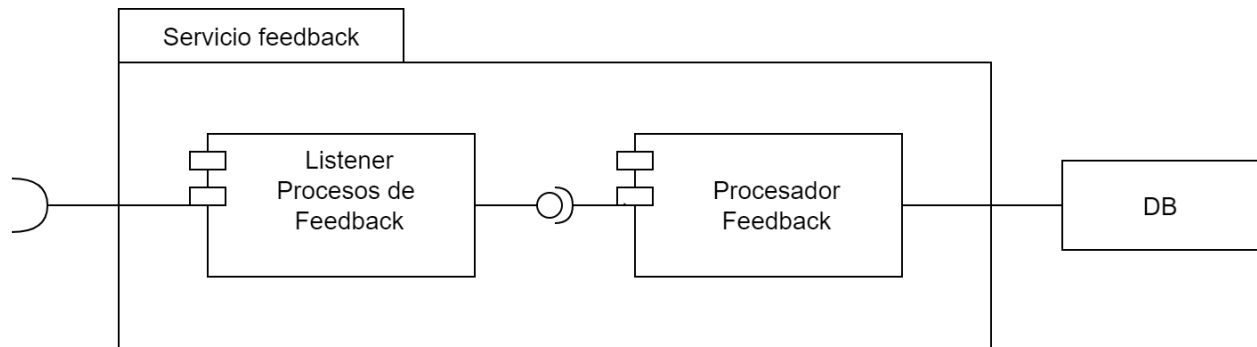 Servicio feedback
Listener
Procesos de
Feedback
Procesador
Feedback
DB